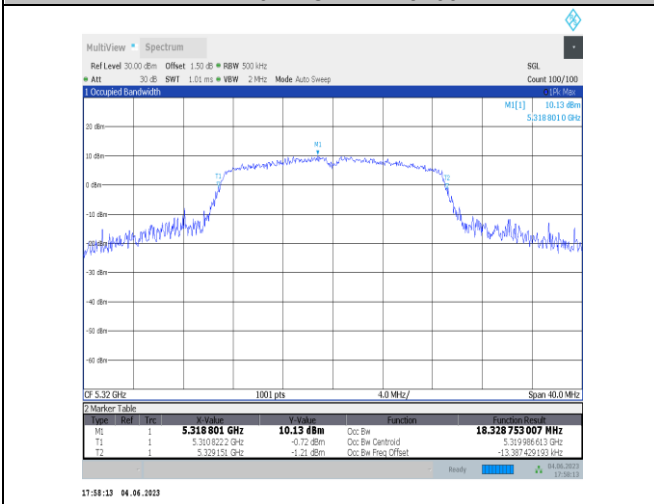 MultiView Spectrum
Ref Level 30.00 dBm Offset 1.50 dB RBW 500 kHz SGL
Att 30 dB SWT 1.01 ms VBW 2 MHz Mode Auto Sweep Count 100/100
1 Occupied Bandwidth 1Pk Max
M1[1] 10.13 dBm
5.318 801 0 GHz
20 dBm
M1
10 dBm
T1
T2
0 dBm
-10 dBm
-20 dBm
-30 dBm
-40 dBm
-50 dBm
-60 dBm
CF 5.32 GHz 1001 pts 4.0 MHz/ Span 40.0 MHz
2 Marker Table
Type Ref Trc X-Value Y-Value Function Function Result
M1 1 5.318 801 GHz 10.13 dBm Occ Bw 18.328 753 007 MHz
T1 1 5.310 822 2 GHz -0.72 dBm Occ Bw Centroid 5.319 986 613 GHz
T2 1 5.329 151 GHz -1.21 dBm Occ Bw Freq Offset -13.387 429 193 kHz
Ready 04.06.2023
17:58:13
17:58:13 04.06.2023